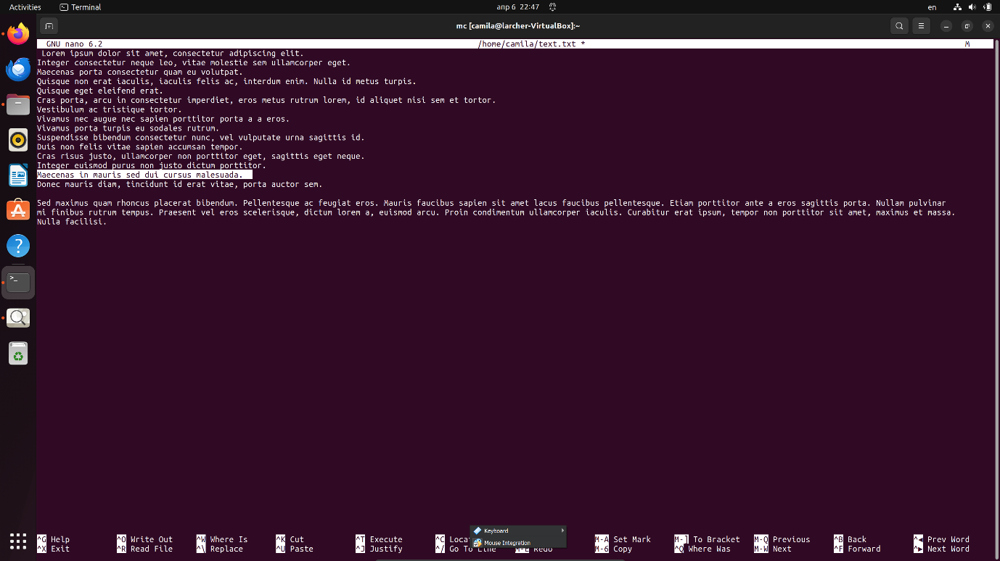 Activities Terminal апр 6 22:47 en
mc [camila@larcher-VirtualBox]:~
GNU nano 6.2 /home/camila/text.txt * M
Lorem ipsum dolor sit amet, consectetur adipiscing elit.
Integer consectetur neque leo, vitae molestie sem ullamcorper eget.
Maecenas porta consectetur quam eu volutpat.
Quisque non erat iaculis, iaculis felis ac, interdum enim. Nulla id metus turpis.
Quisque eget eleifend erat.
Cras porta, arcu in consectetur imperdiet, eros metus rutrum lorem, id aliquet nisi sem et tortor.
Vestibulum ac tristique tortor.
Vivamus nec augue nec sapien porttitor porta a a eros.
Vivamus porta turpis eu sodales rutrum.
Suspendisse bibendum consectetur nunc, vel vulputate urna sagittis id.
Duis non felis vitae sapien accumsan tempor.
Cras risus justo, ullamcorper non porttitor eget, sagittis eget neque.
Integer euismod purus non justo dictum porttitor.
Maecenas in mauris sed dui cursus malesuada.
Donec mauris diam, tincidunt id erat vitae, porta auctor sem.
Sed maximus quam rhoncus placerat bibendum. Pellentesque ac feugiat eros. Mauris faucibus sapien sit amet lacus faucibus pellentesque. Etiam porttitor ante a eros sagittis porta. Nullam pulvinar
mi finibus rutrum tempus. Praesent vel eros scelerisque, dictum lorem a, euismod arcu. Proin condimentum ullamcorper iaculis. Curabitur erat ipsum, tempor non porttitor sit amet, maximus et massa.
Nulla facilisi.
Keyboard
Mouse Integration
^G Help ^O Write Out ^W Where Is ^K Cut ^T Execute ^C M-A Set Mark M-] To Bracket M-Q Previous ^B Back ^◀ Prev Word
^X Exit ^R Read File ^\ Replace ^U Paste ^J Justify ^/ Go To Line M-E Redo M-6 Copy ^Q Where Was M-W Next ^F Forward ^▶ Next Word